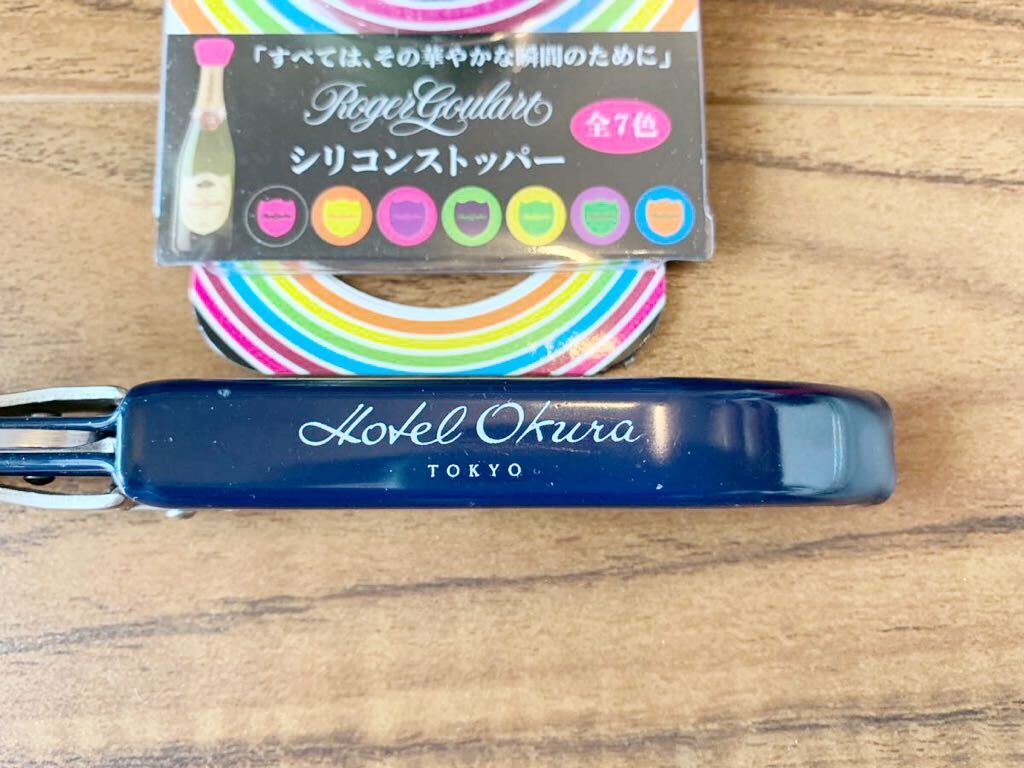 「すべては、その華やかな瞬間のために」
Roger Goulart
全7色
シリコンストッパー
Hotel Okura
TOKYO